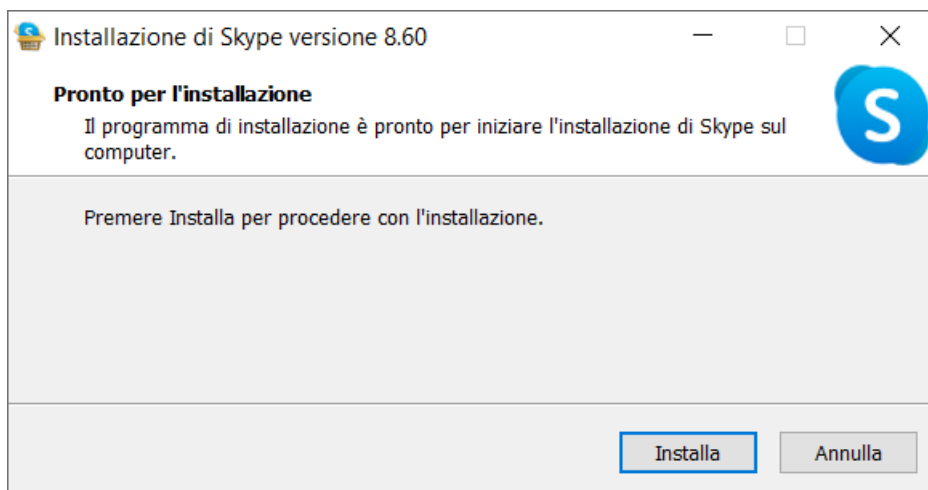 Installazione di Skype versione 8.60
Pronto per l'installazione
Il programma di installazione è pronto per iniziare l'installazione di Skype sul
computer.
S
Premere Installa per procedere con l'installazione.
Installa
Annulla